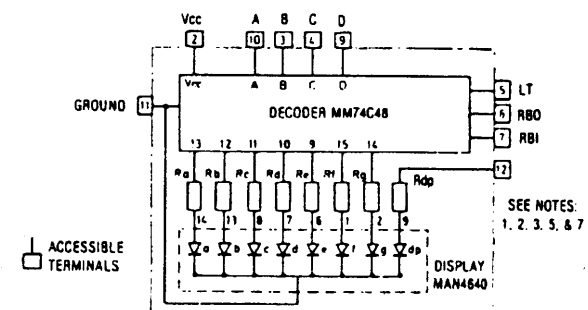 Vcc A B C D
2 10 3 4 9
Vcc A B C D
DECODER MM74C48
5 LT
6 RBO
7 RBI
GROUND 11
13 12 11 10 9 15 14
12
Ra Rb Rc Rd Re Rf Rg Rdp
14 11 8 7 6 1 2 9
a b c d e f g dp
SEE NOTES:
1, 2, 3, 5, & 7
ACCESSIBLE
TERMINALS
DISPLAY
MAN4640